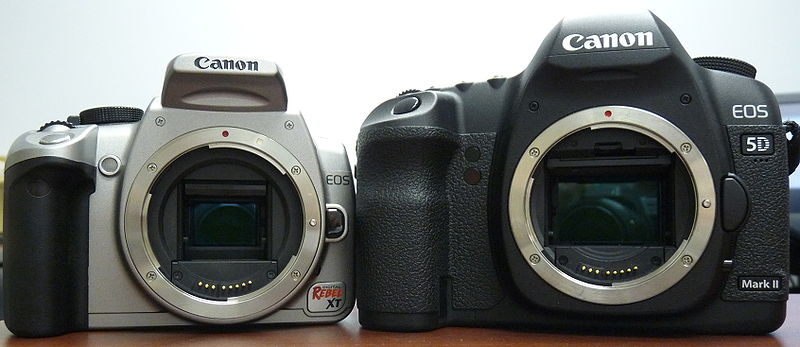 Canon
EOS
DIGITAL
REBEL
XT
Canon
EOS
5D
Mark II